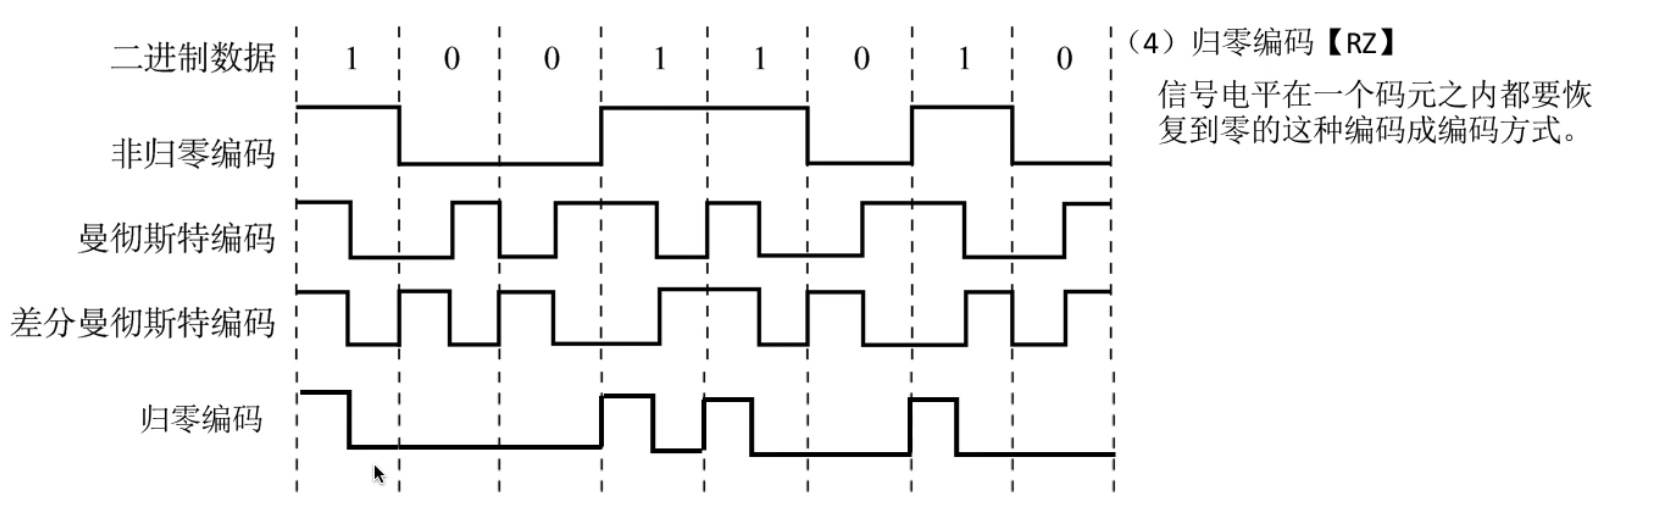 二进制数据 1 0 0 1 1 0 1 0
非归零编码
曼彻斯特编码
差分曼彻斯特编码
归零编码
（4）归零编码【RZ】
信号电平在一个码元之内都要恢
复到零的这种编码成编码方式。